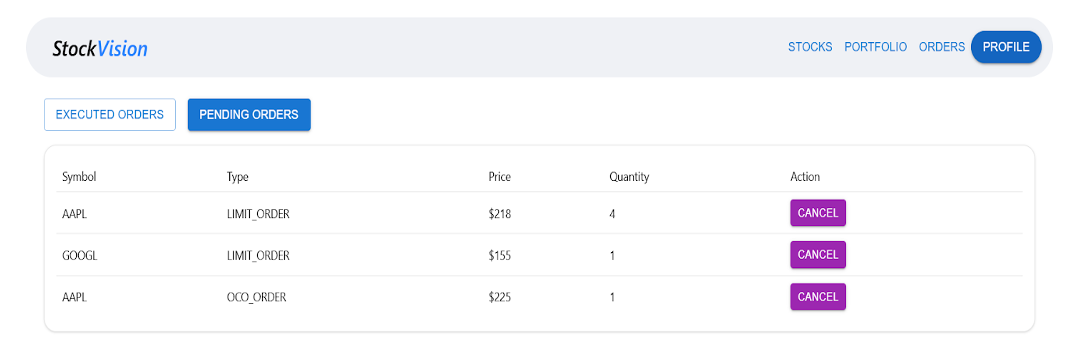 StockVision STOCKS PORTFOLIO ORDERS PROFILE
EXECUTED ORDERS PENDING ORDERS
Symbol Type Price Quantity Action
AAPL LIMIT_ORDER $218 4 CANCEL
GOOGL LIMIT_ORDER $155 1 CANCEL
AAPL OCO_ORDER $225 1 CANCEL